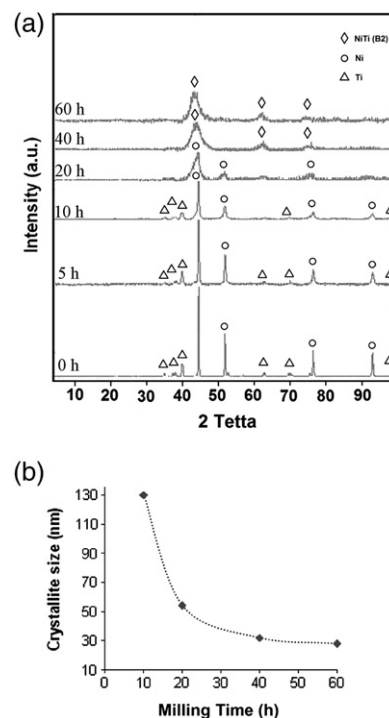 (a)
NiTi (B2)
Ni
Ti
60 h
40 h
20 h
10 h
5 h
0 h
Intensity (a.u.)
10 20 30 40 50 60 70 80 90
2 Tetta
(b)
130
110
90
70
50
30
10
Crystallite size (nm)
0 10 20 30 40 50 60
Milling Time (h)